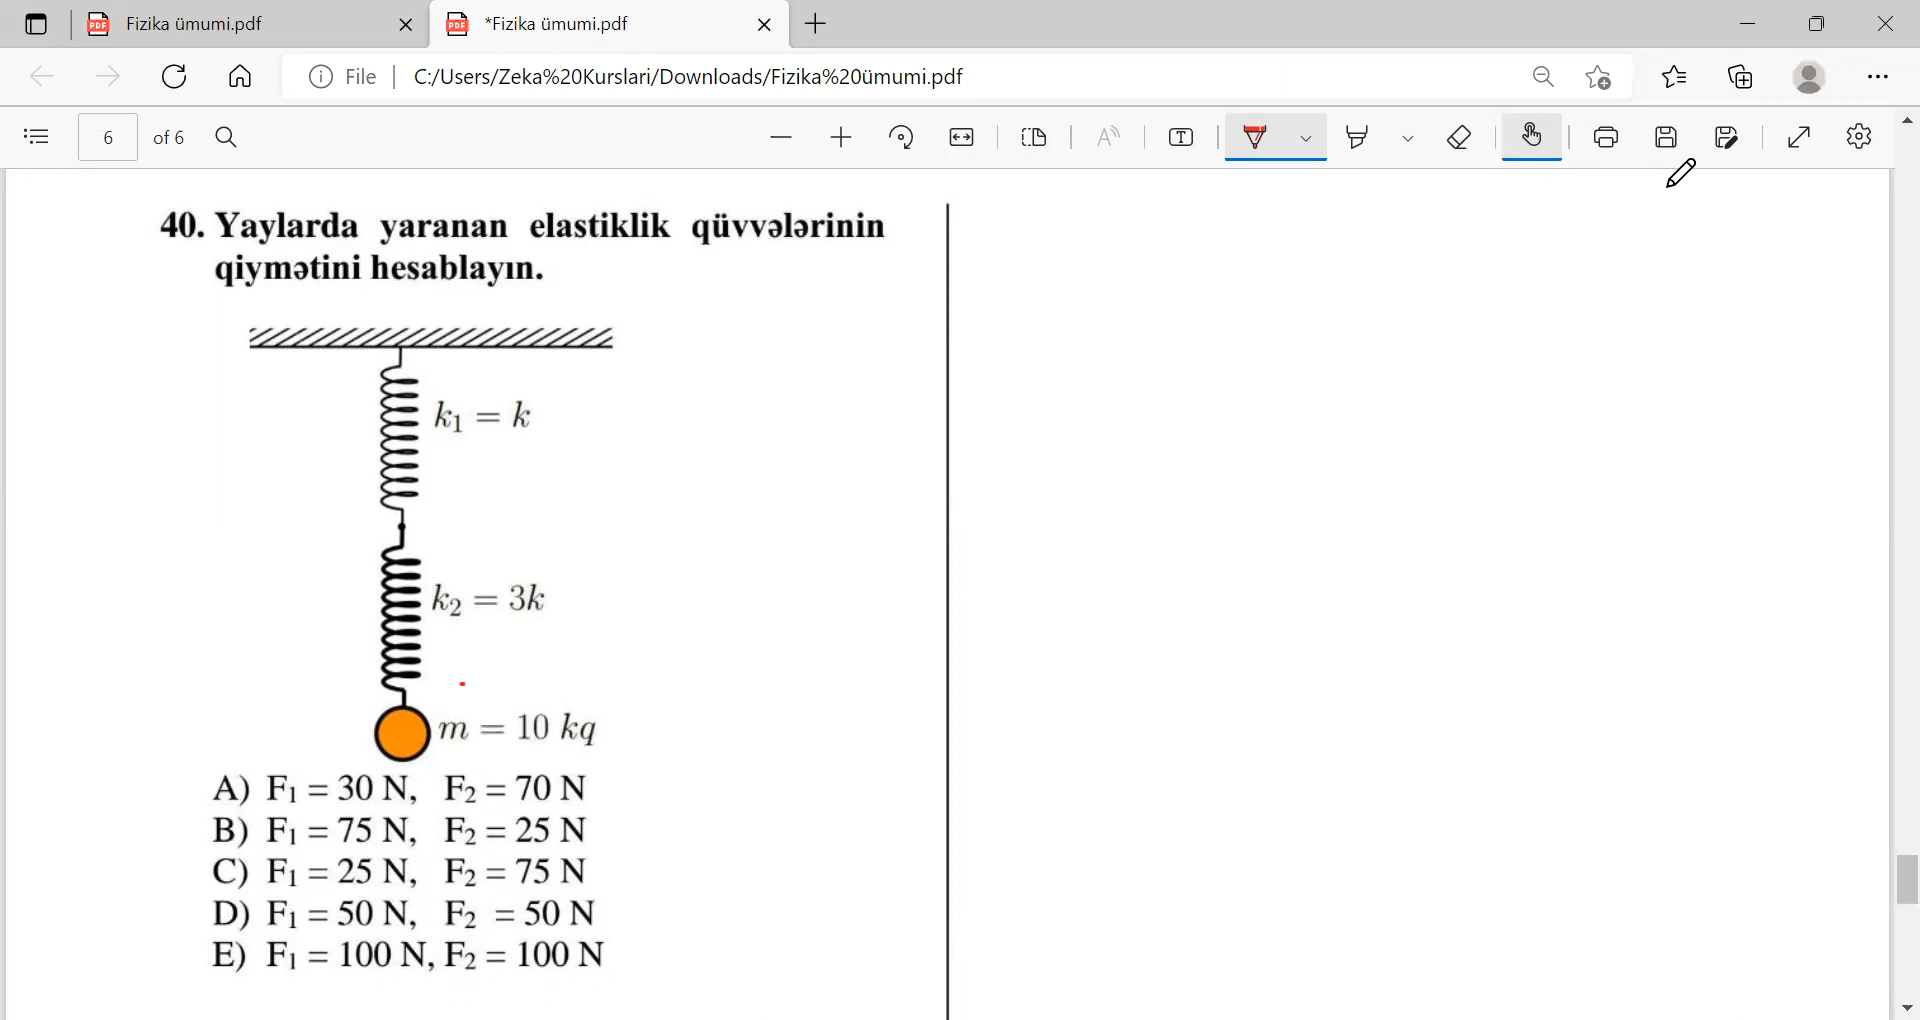 Fizika ümumi.pdf
*Fizika ümumi.pdf
File
C:/Users/Zeka%20Kurslari/Downloads/Fizika%20ümumi.pdf
6 of 6
40. Yaylarda yaranan elastiklik qüvvələrinin
qiymətini hesablayın.
k₁ = k
k₂ = 3k
m = 10 kq
A) F₁ = 30 N, F₂ = 70 N
B) F₁ = 75 N, F₂ = 25 N
C) F₁ = 25 N, F₂ = 75 N
D) F₁ = 50 N, F₂ = 50 N
E) F₁ = 100 N, F₂ = 100 N